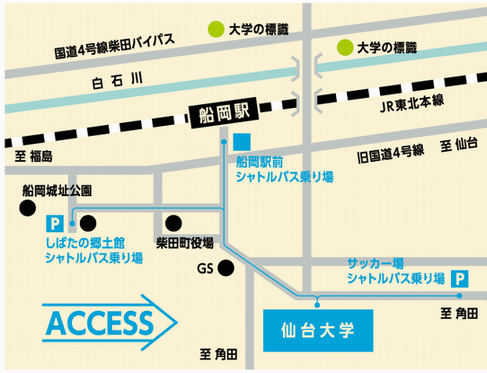 大学の標識
国道4号線柴田バイパス
大学の標識
白石川
船岡駅
JR東北本線
至 福島
旧国道4号線
至 仙台
船岡駅前
シャトルバス乗り場
船岡城址公園
P
しばたの郷土館
シャトルバス乗り場
柴田町役場
GS
サッカー場
シャトルバス乗り場
P
ACCESS
仙台大学
至 角田
至 角田